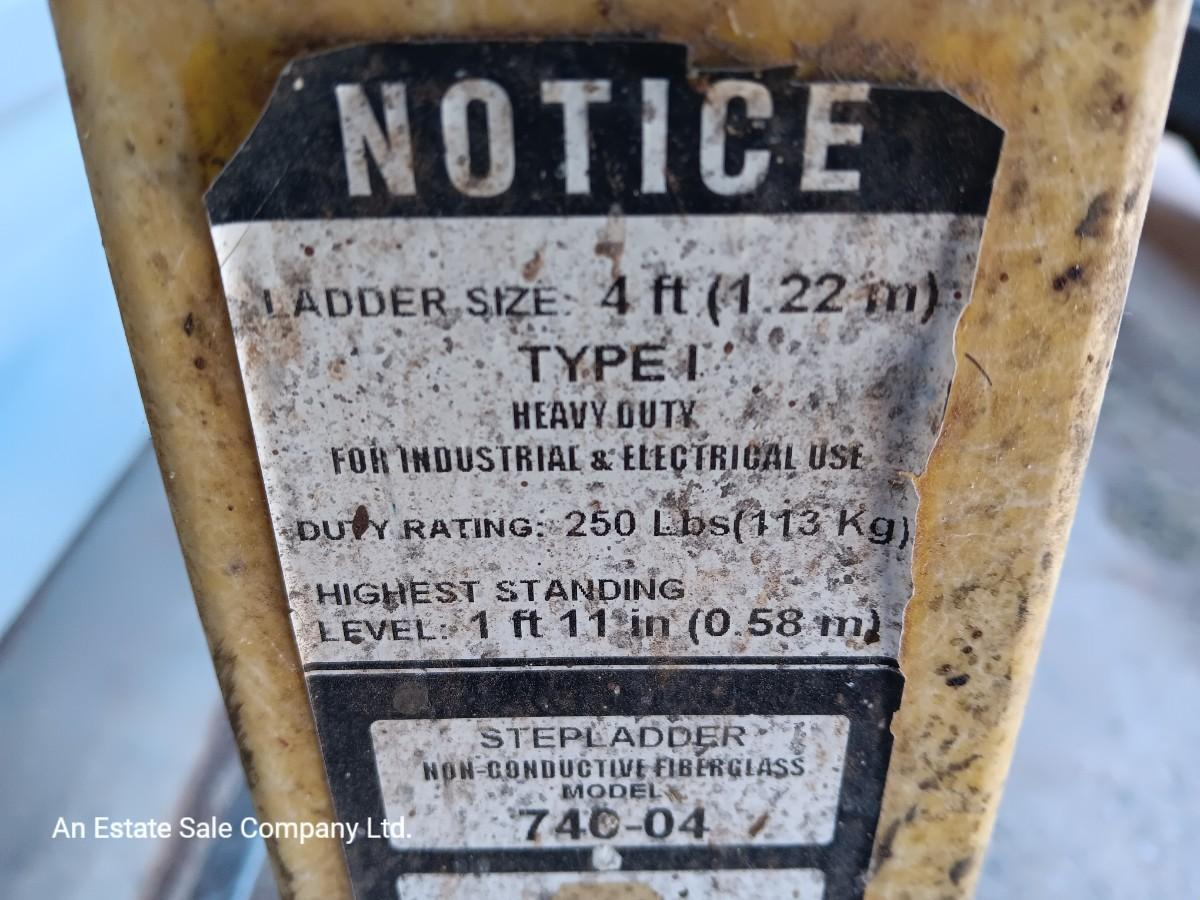 NOTICE
LADDER SIZE: 4 ft (1.22 m)
TYPE I
HEAVY DUTY
FOR INDUSTRIAL & ELECTRICAL USE
DUTY RATING: 250 Lbs(113 Kg)
HIGHEST STANDING
LEVEL: 1 ft 11 in (0.58 m)
STEPLADDER
NON-CONDUCTIVE FIBERGLASS
MODEL
740-04
An Estate Sale Company Ltd.